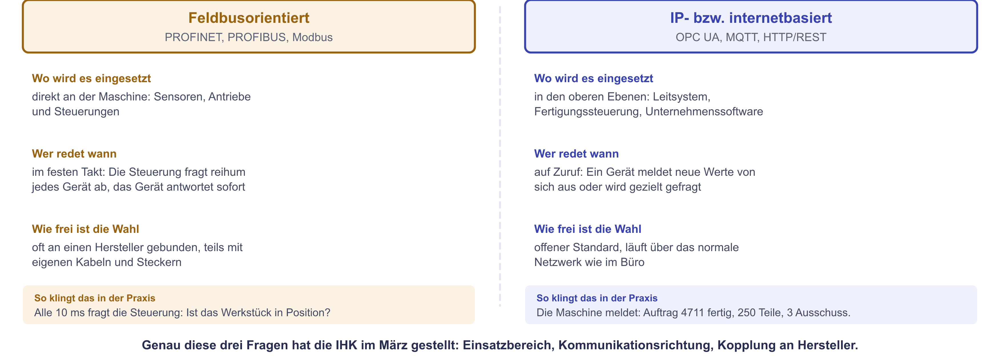 Feldbusorientiert
PROFINET, PROFIBUS, Modbus
Wo wird es eingesetzt
direkt an der Maschine: Sensoren, Antriebe
und Steuerungen
Wer redet wann
im festen Takt: Die Steuerung fragt reihum
jedes Gerät ab, das Gerät antwortet sofort
Wie frei ist die Wahl
oft an einen Hersteller gebunden, teils mit
eigenen Kabeln und Steckern
So klingt das in der Praxis
Alle 10 ms fragt die Steuerung: Ist das Werkstück in Position?
IP- bzw. internetbasiert
OPC UA, MQTT, HTTP/REST
Wo wird es eingesetzt
in den oberen Ebenen: Leitsystem,
Fertigungssteuerung, Unternehmenssoftware
Wer redet wann
auf Zuruf: Ein Gerät meldet neue Werte von
sich aus oder wird gezielt gefragt
Wie frei ist die Wahl
offener Standard, läuft über das normale
Netzwerk wie im Büro
So klingt das in der Praxis
Die Maschine meldet: Auftrag 4711 fertig, 250 Teile, 3 Ausschuss.
Genau diese drei Fragen hat die IHK im März gestellt: Einsatzbereich, Kommunikationsrichtung, Kopplung an Hersteller.